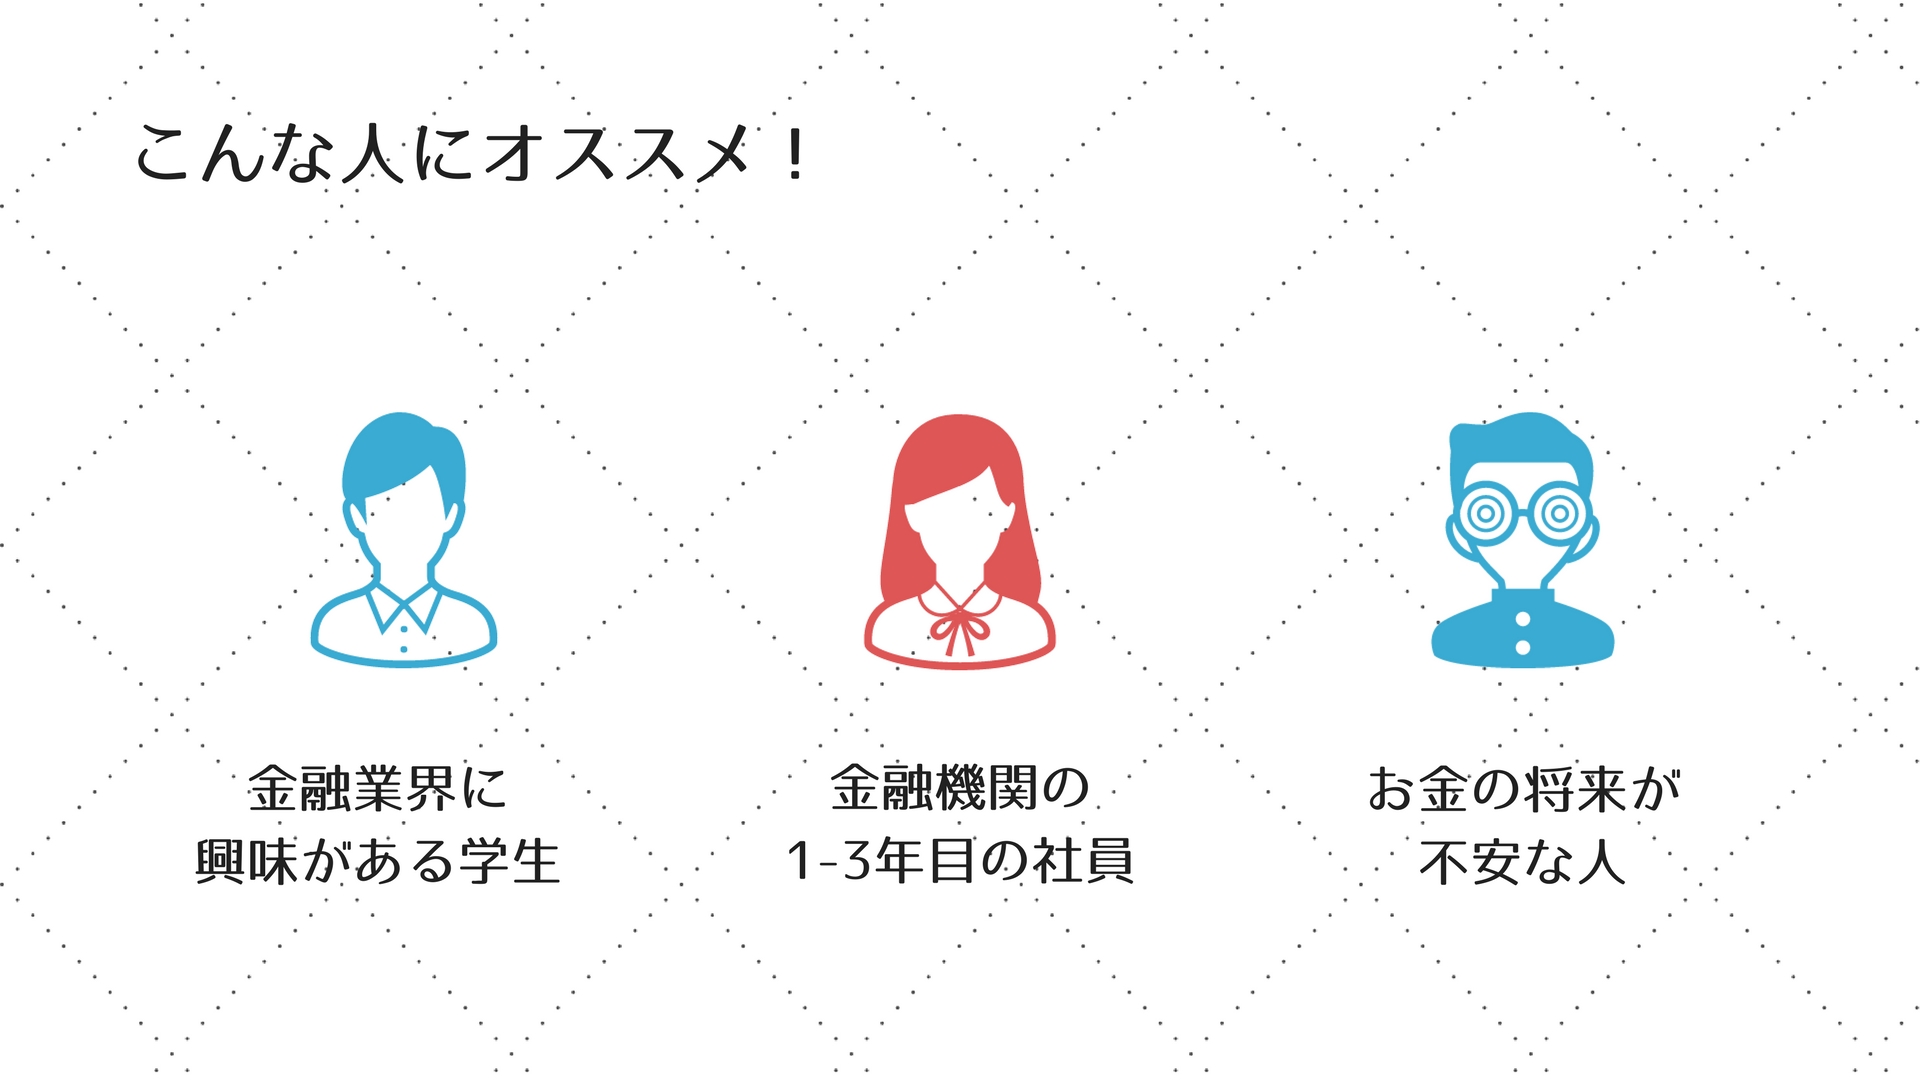 こんな人にオススメ！
金融業界に
興味がある学生
金融機関の
1-3年目の社員
お金の将来が
不安な人